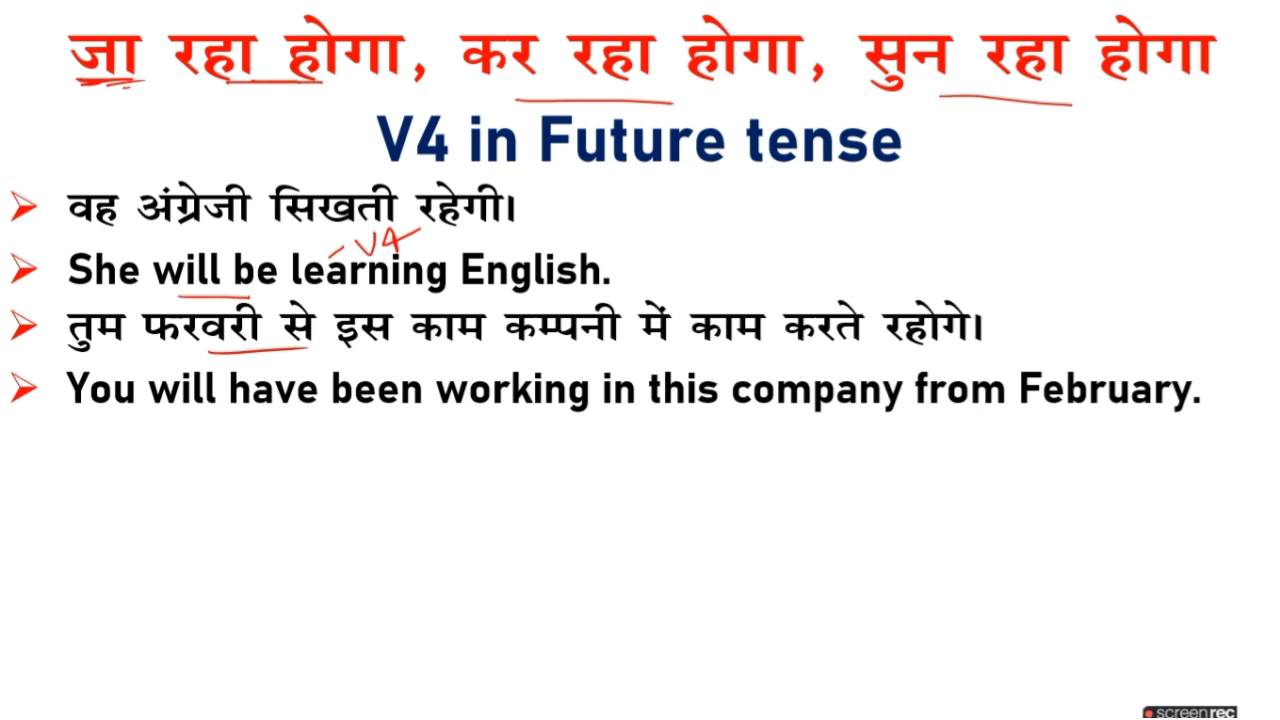 जा रहा होगा, कर रहा होगा, सुन रहा होगा
V4 in Future tense
वह अंग्रेजी सिखती रहेगी।
V4
She will be learning English.
तुम फरवरी से इस काम कम्पनी में काम करते रहोगे।
You will have been working in this company from February.
screenrec